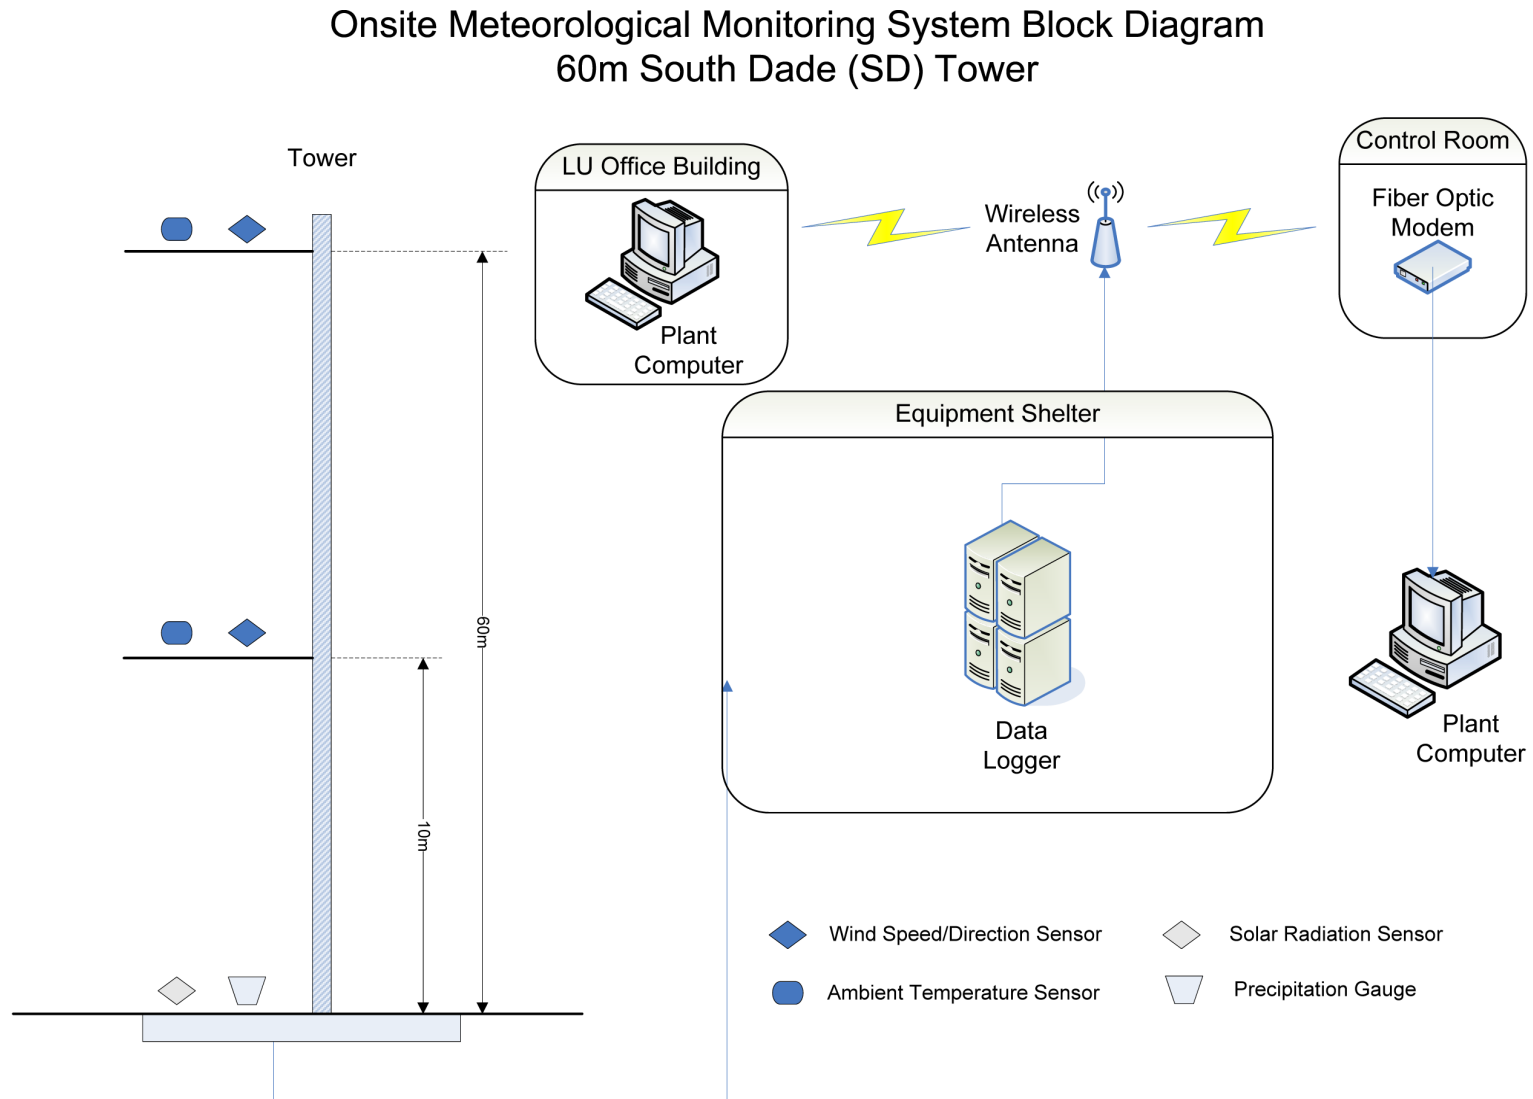 Onsite Meteorological Monitoring System Block Diagram
60m South Dade (SD) Tower
Tower
LU Office Building
Plant
Computer
Wireless
Antenna
Control Room
Fiber Optic
Modem
Equipment Shelter
Data
Logger
Plant
Computer
60m
10m
Wind Speed/Direction Sensor
Solar Radiation Sensor
Ambient Temperature Sensor
Precipitation Gauge